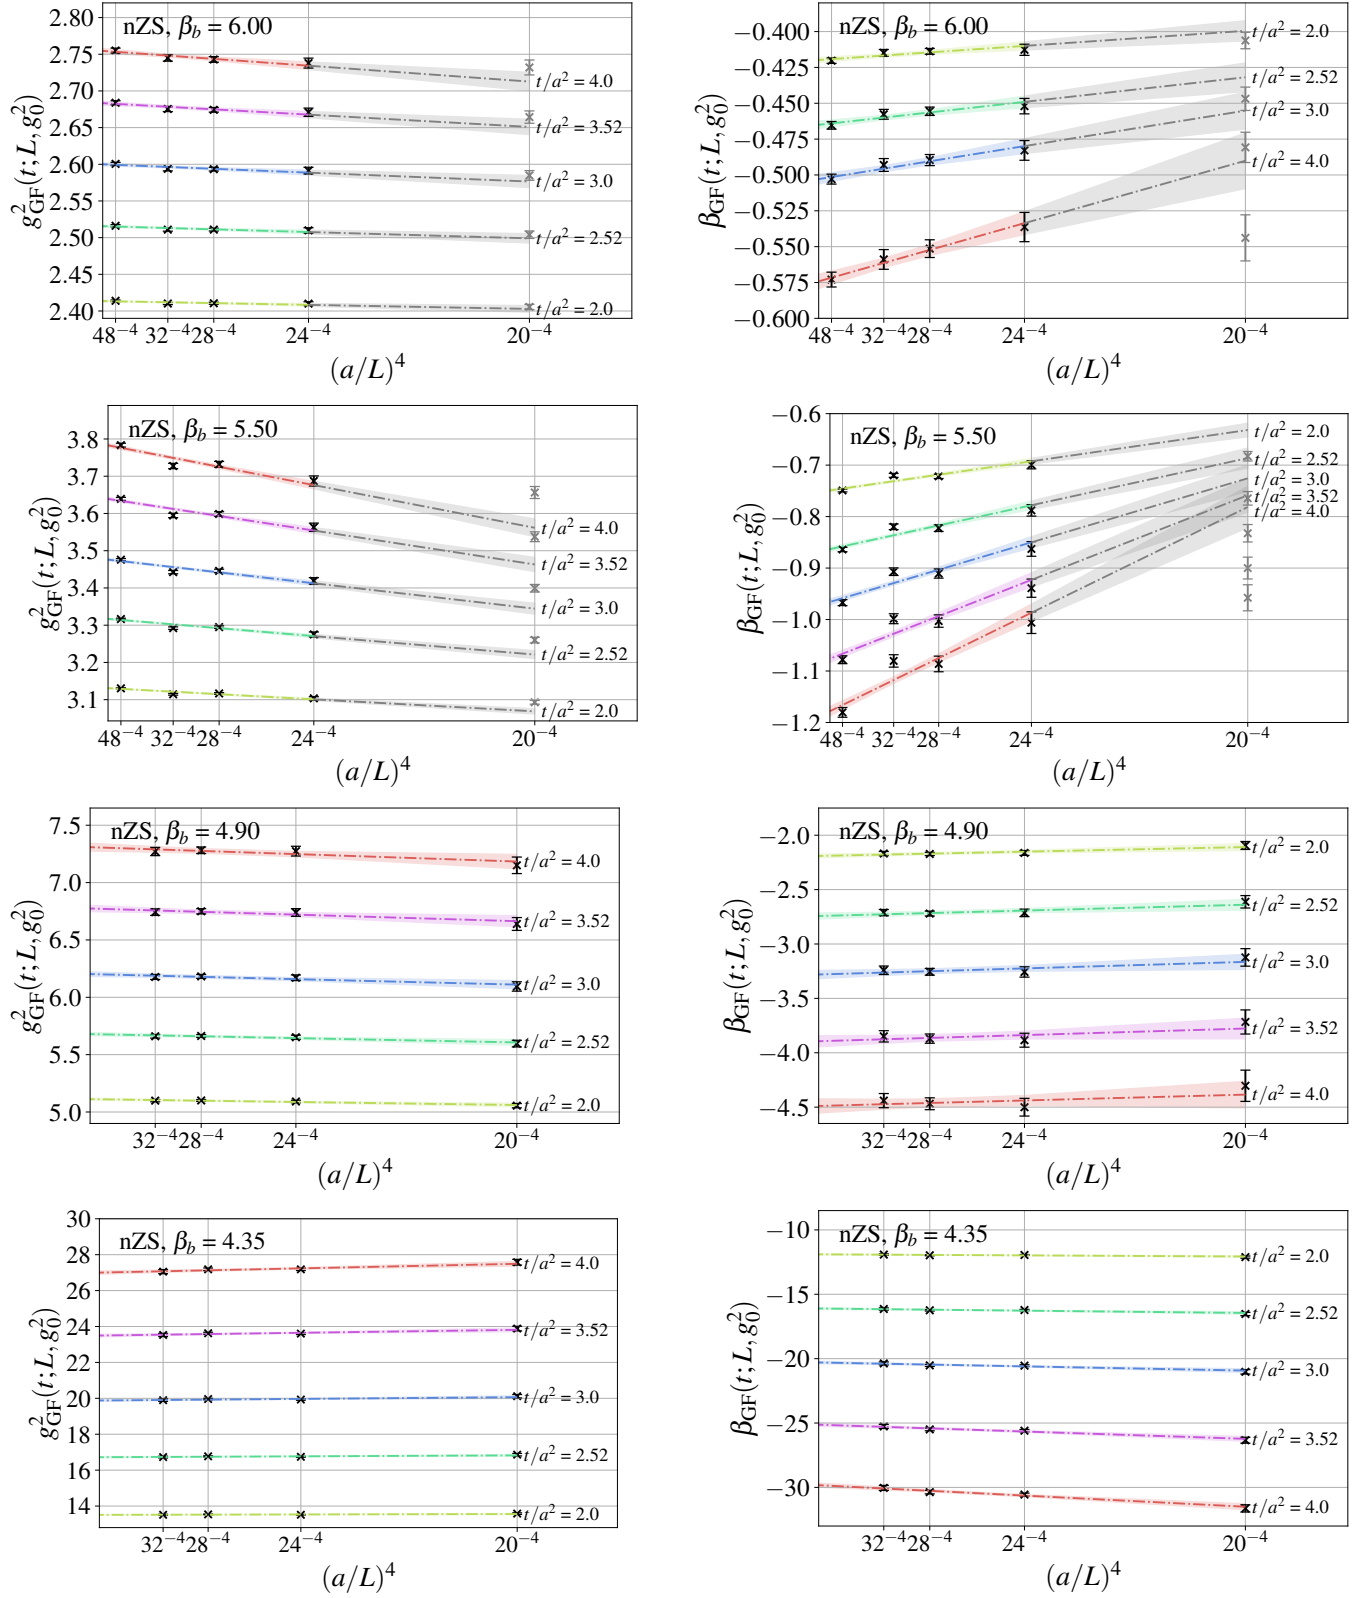 nZS, β_b = 6.00
g²_GF(t; L, g₀²)
2.80
2.75
2.70
2.65
2.60
2.55
2.50
2.45
2.40
t/a² = 4.0
t/a² = 3.52
t/a² = 3.0
t/a² = 2.52
t/a² = 2.0
48⁻⁴ 32⁻⁴ 28⁻⁴ 24⁻⁴ 20⁻⁴
(a/L)⁴
nZS, β_b = 6.00
β_GF(t; L, g₀²)
−0.400
−0.425
−0.450
−0.475
−0.500
−0.525
−0.550
−0.575
−0.600
t/a² = 2.0
t/a² = 2.52
t/a² = 3.0
t/a² = 4.0
48⁻⁴ 32⁻⁴ 28⁻⁴ 24⁻⁴ 20⁻⁴
(a/L)⁴
nZS, β_b = 5.50
g²_GF(t; L, g₀²)
3.8
3.7
3.6
3.5
3.4
3.3
3.2
3.1
t/a² = 4.0
t/a² = 3.52
t/a² = 3.0
t/a² = 2.52
t/a² = 2.0
48⁻⁴ 32⁻⁴ 28⁻⁴ 24⁻⁴ 20⁻⁴
(a/L)⁴
nZS, β_b = 5.50
β_GF(t; L, g₀²)
−0.6
−0.7
−0.8
−0.9
−1.0
−1.1
−1.2
t/a² = 2.0
t/a² = 2.52
t/a² = 3.0
t/a² = 3.52
t/a² = 4.0
48⁻⁴ 32⁻⁴ 28⁻⁴ 24⁻⁴ 20⁻⁴
(a/L)⁴
nZS, β_b = 4.90
g²_GF(t; L, g₀²)
7.5
7.0
6.5
6.0
5.5
5.0
t/a² = 4.0
t/a² = 3.52
t/a² = 3.0
t/a² = 2.52
t/a² = 2.0
32⁻⁴ 28⁻⁴ 24⁻⁴ 20⁻⁴
(a/L)⁴
nZS, β_b = 4.90
β_GF(t; L, g₀²)
−2.0
−2.5
−3.0
−3.5
−4.0
−4.5
t/a² = 2.0
t/a² = 2.52
t/a² = 3.0
t/a² = 3.52
t/a² = 4.0
32⁻⁴ 28⁻⁴ 24⁻⁴ 20⁻⁴
(a/L)⁴
nZS, β_b = 4.35
g²_GF(t; L, g₀²)
30
28
26
24
22
20
18
16
14
t/a² = 4.0
t/a² = 3.52
t/a² = 3.0
t/a² = 2.52
t/a² = 2.0
32⁻⁴ 28⁻⁴ 24⁻⁴ 20⁻⁴
(a/L)⁴
nZS, β_b = 4.35
β_GF(t; L, g₀²)
−10
−15
−20
−25
−30
t/a² = 2.0
t/a² = 2.52
t/a² = 3.0
t/a² = 3.52
t/a² = 4.0
32⁻⁴ 28⁻⁴ 24⁻⁴ 20⁻⁴
(a/L)⁴